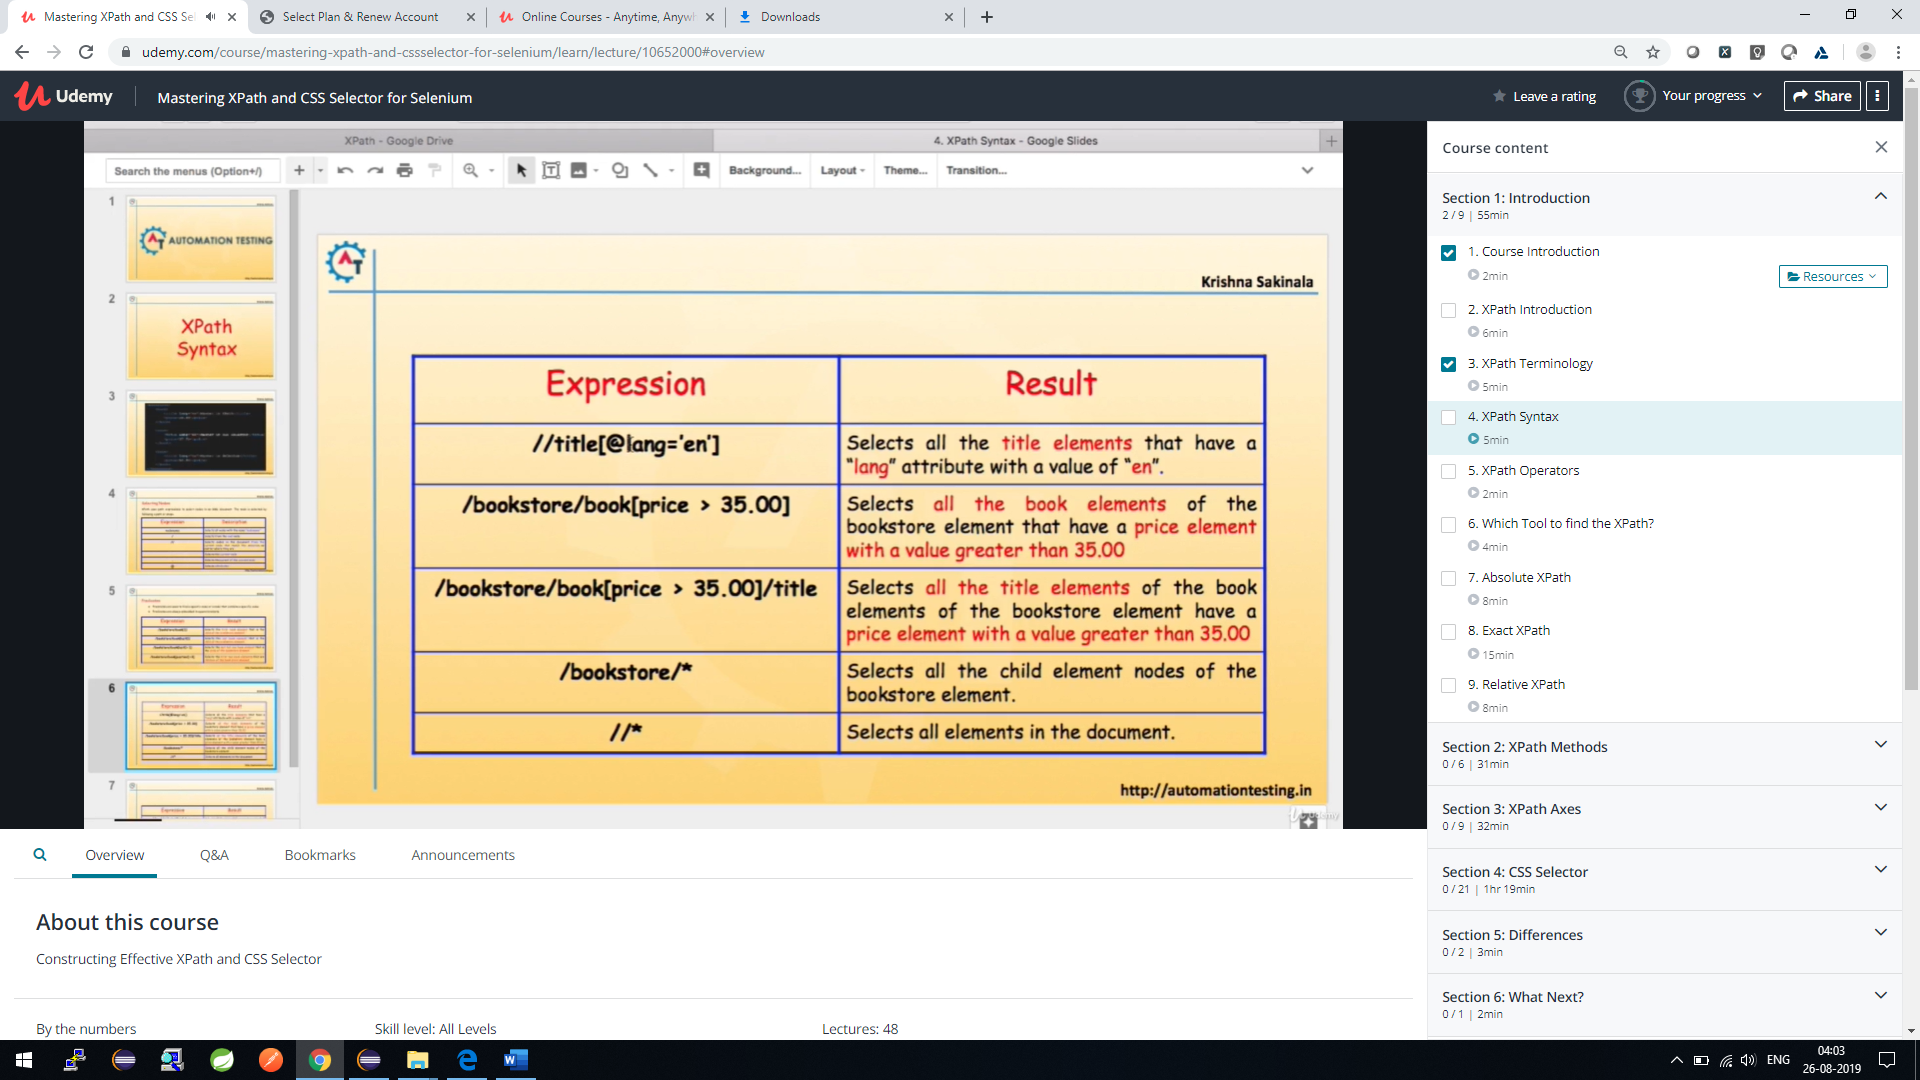 Mastering XPath and CSS Sel
Select Plan & Renew Account
Online Courses - Anytime, Anywh
Downloads
udemy.com/course/mastering-xpath-and-cssselector-for-selenium/learn/lecture/10652000#overview
Udemy
Mastering XPath and CSS Selector for Selenium
Leave a rating
Your progress
Share
XPath - Google Drive
4. XPath Syntax - Google Slides
Search the menus (Option+/)
Background...
Layout
Theme...
Transition...
1
AUTOMATION TESTING
2
XPath
Syntax
3
4
5
6
7
AT
Krishna Sakinala
Expression
Result
//title[@lang='en']
Selects all the title elements that have a
"lang" attribute with a value of "en".
/bookstore/book[price > 35.00]
Selects all the book elements of the
bookstore element that have a price element
with a value greater than 35.00
/bookstore/book[price > 35.00]/title
Selects all the title elements of the book
elements of the bookstore element have a
price element with a value greater than 35.00
/bookstore/*
Selects all the child element nodes of the
bookstore element.
//*
Selects all elements in the document.
http://automationtesting.in
Udemy
Course content
Section 1: Introduction
2 / 9 | 55min
1. Course Introduction
2min
Resources
2. XPath Introduction
6min
3. XPath Terminology
5min
4. XPath Syntax
5min
5. XPath Operators
2min
6. Which Tool to find the XPath?
4min
7. Absolute XPath
8min
8. Exact XPath
15min
9. Relative XPath
8min
Section 2: XPath Methods
0 / 6 | 31min
Section 3: XPath Axes
0 / 9 | 32min
Section 4: CSS Selector
0 / 21 | 1hr 19min
Section 5: Differences
0 / 2 | 3min
Section 6: What Next?
0 / 1 | 2min
Overview
Q&A
Bookmarks
Announcements
About this course
Constructing Effective XPath and CSS Selector
By the numbers
Skill level: All Levels
Lectures: 48
ENG
04:03
26-08-2019